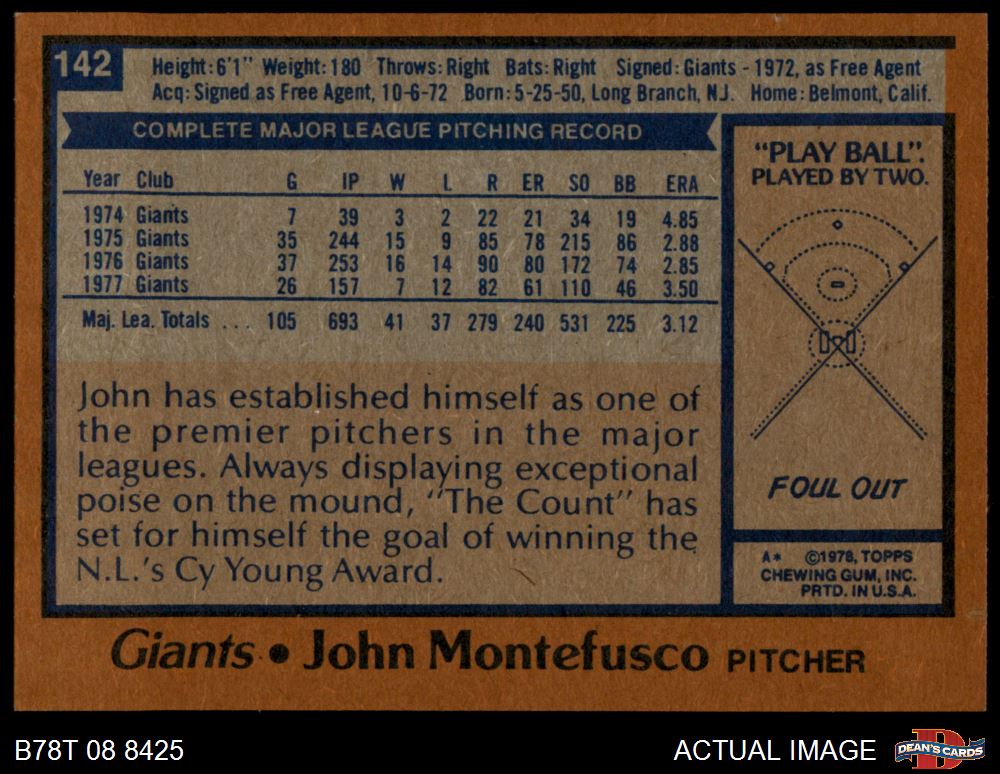 142
Height: 6'1" Weight: 180 Throws: Right Bats: Right Signed: Giants - 1972, as Free Agent
Acq: Signed as Free Agent, 10-6-72 Born: 5-25-50, Long Branch, N.J. Home: Belmont, Calif.
COMPLETE MAJOR LEAGUE PITCHING RECORD
Year Club G IP W L R ER SO BB ERA
1974 Giants 7 39 3 2 22 21 34 19 4.85
1975 Giants 35 244 15 9 85 78 215 86 2.88
1976 Giants 37 253 16 14 90 80 172 74 2.85
1977 Giants 26 157 7 12 82 61 110 46 3.50
Maj. Lea. Totals ... 105 693 41 37 279 240 531 225 3.12
John has established himself as one of
the premier pitchers in the major
leagues. Always displaying exceptional
poise on the mound, "The Count" has
set for himself the goal of winning the
N.L.'s Cy Young Award.
"PLAY BALL".
PLAYED BY TWO.
FOUL OUT
A* ©1978, TOPPS
CHEWING GUM, INC.
PRTD. IN U.S.A.
Giants • John Montefusco PITCHER
B78T 08 8425
ACTUAL IMAGE
D
DEAN'S CARDS